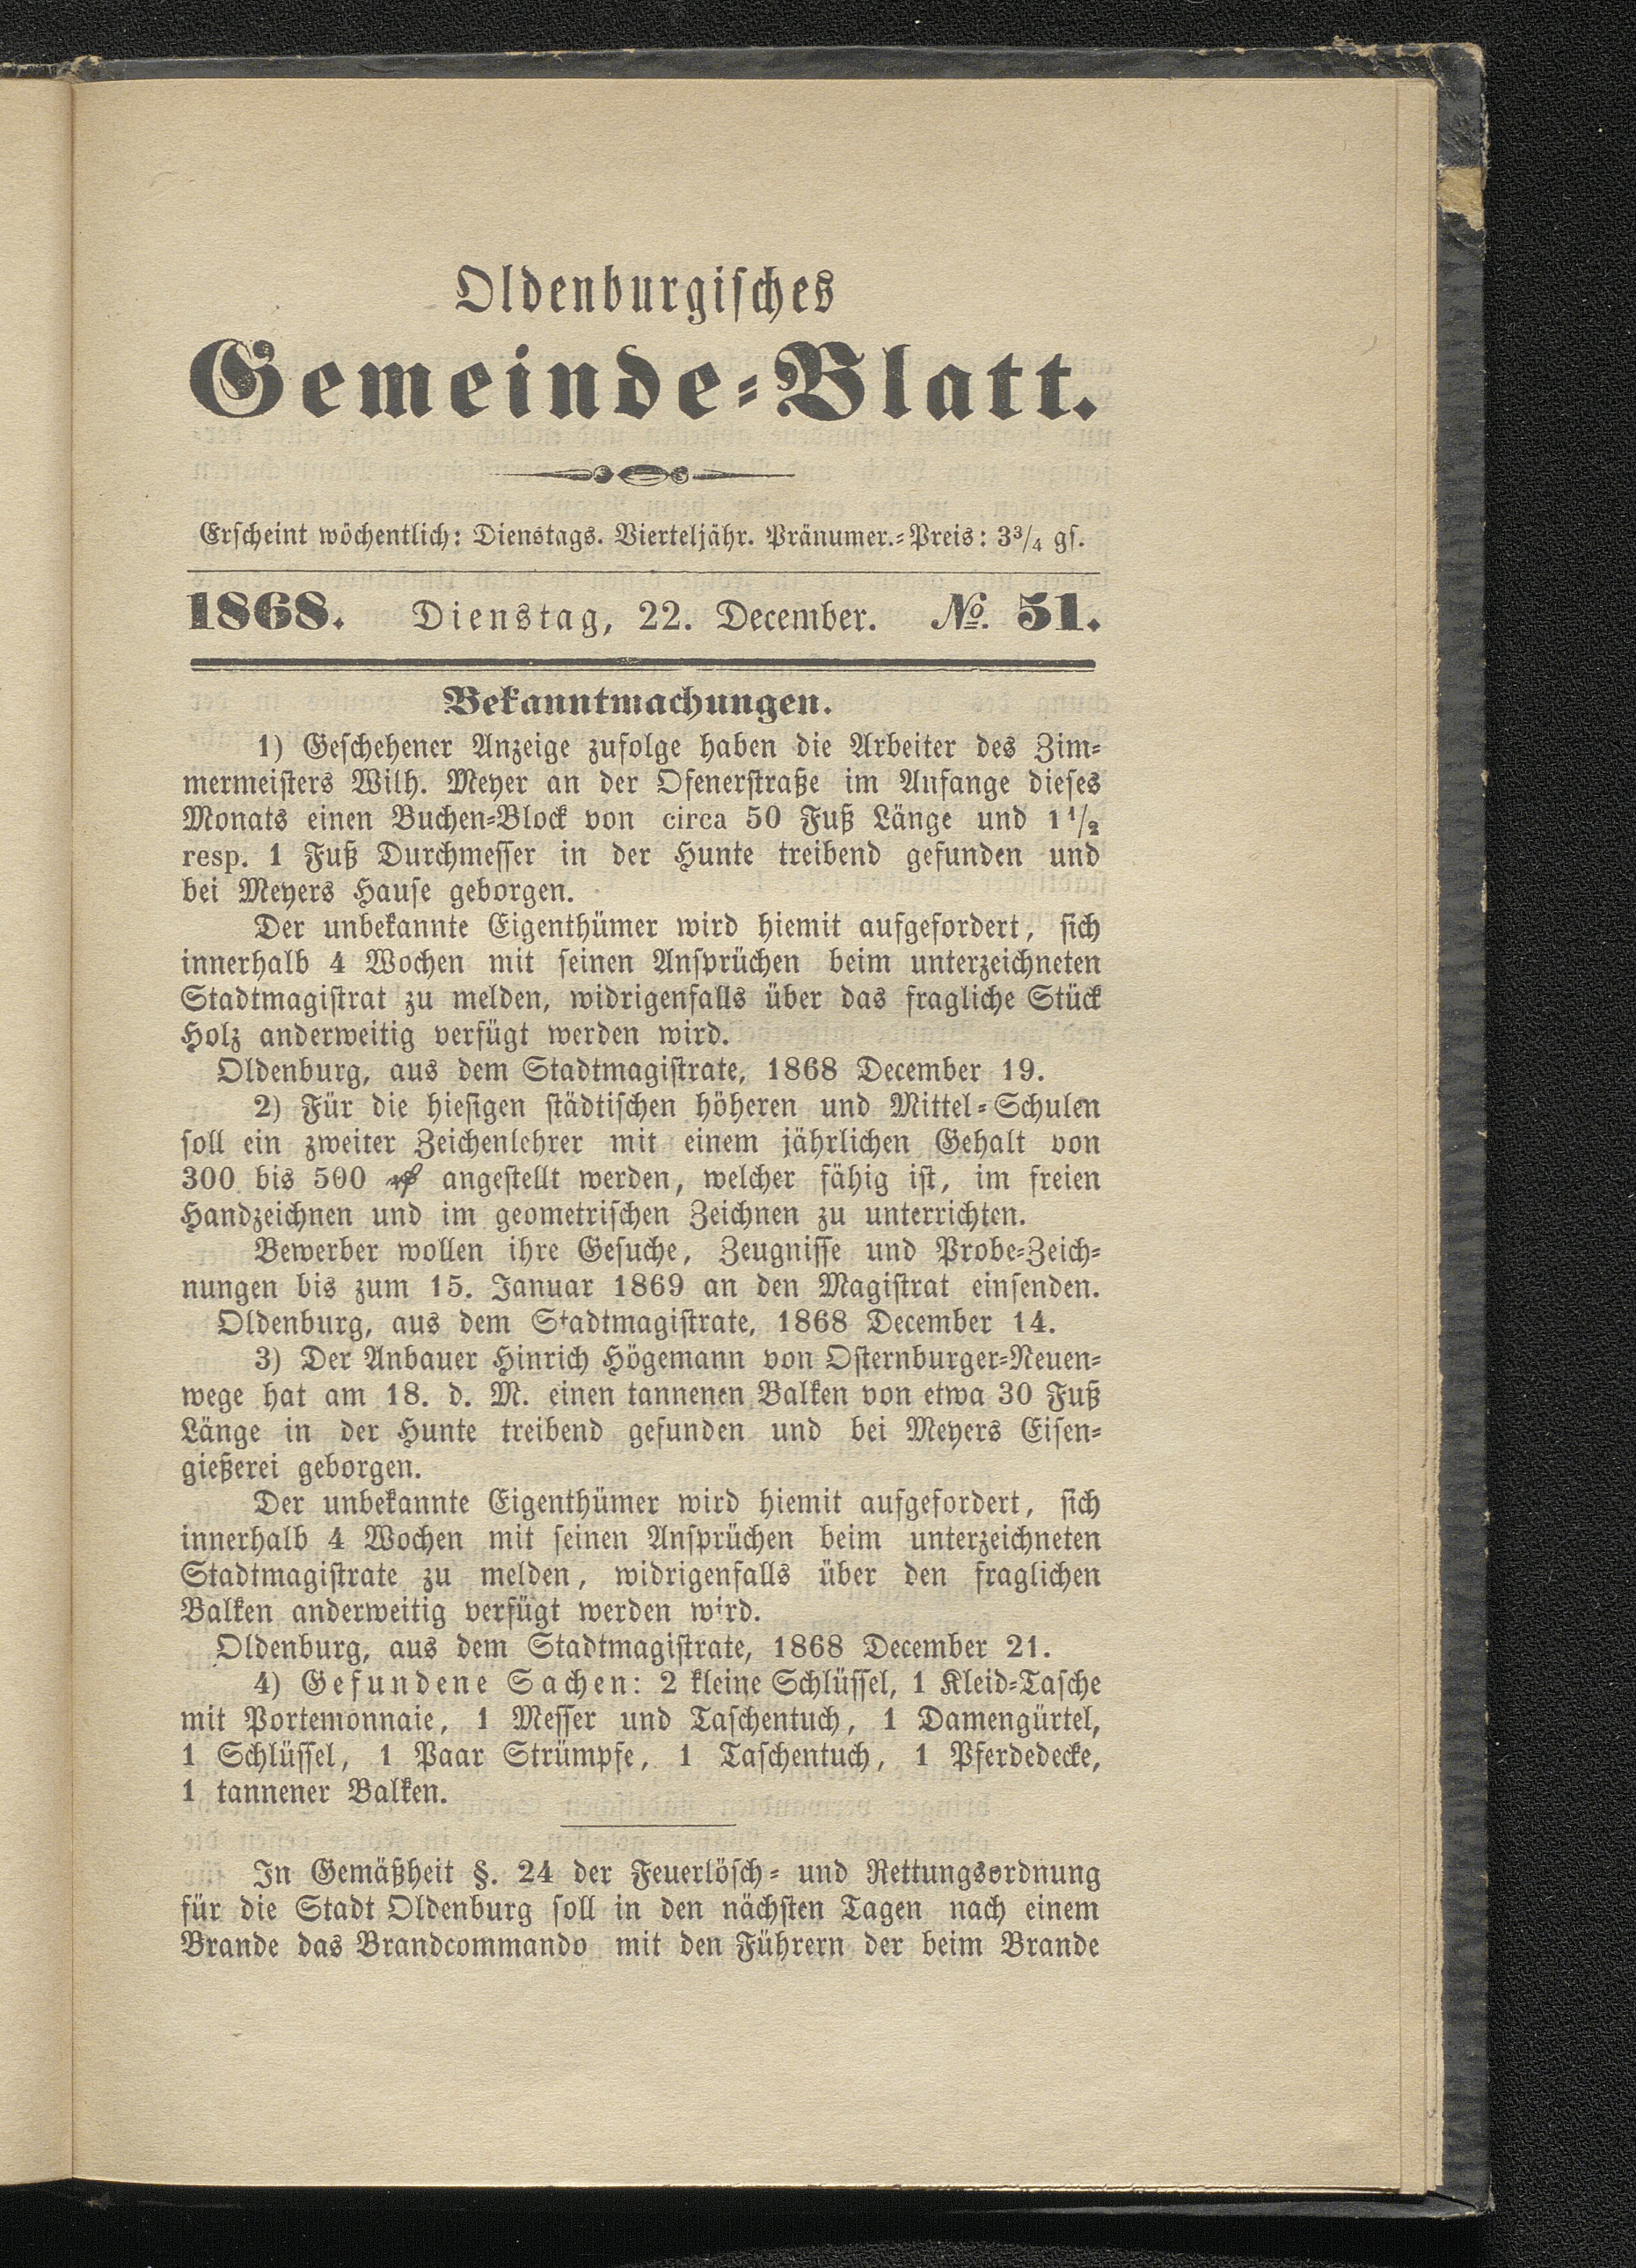 Oldenburgisches
Gemeinde-Blatt.
Erscheint wöchentlich: Dienstags. Vierteljähr. Pränumer.-Preis: 3¾ gs.
1868. Dienstag, 22. December. № 51.
Bekanntmachungen.
1) Geschehener Anzeige zufolge haben die Arbeiter des Zim-
mermeisters Wilh. Meyer an der Ofenerstraße im Anfange dieses
Monats einen Buchen-Block von circa 50 Fuß Länge und 1½
resp. 1 Fuß Durchmesser in der Hunte treibend gefunden und
bei Meyers Hause geborgen.
Der unbekannte Eigenthümer wird hiemit aufgefordert, sich
innerhalb 4 Wochen mit seinen Ansprüchen beim unterzeichneten
Stadtmagistrat zu melden, widrigenfalls über das fragliche Stück
Holz anderweitig verfügt werden wird.
Oldenburg, aus dem Stadtmagistrate, 1868 December 19.
2) Für die hiesigen städtischen höheren und Mittel-Schulen
soll ein zweiter Zeichenlehrer mit einem jährlichen Gehalt von
300 bis 500 ₰ angestellt werden, welcher fähig ist, im freien
Handzeichnen und im geometrischen Zeichnen zu unterrichten.
Bewerber wollen ihre Gesuche, Zeugnisse und Probe-Zeich-
nungen bis zum 15. Januar 1869 an den Magistrat einsenden.
Oldenburg, aus dem Stadtmagistrate, 1868 December 14.
3) Der Anbauer Hinrich Högemann von Osternburger-Neuen-
wege hat am 18. d. M. einen tannenen Balken von etwa 30 Fuß
Länge in der Hunte treibend gefunden und bei Meyers Eisen-
gießerei geborgen.
Der unbekannte Eigenthümer wird hiemit aufgefordert, sich
innerhalb 4 Wochen mit seinen Ansprüchen beim unterzeichneten
Stadtmagistrate zu melden, widrigenfalls über den fraglichen
Balken anderweitig verfügt werden wird.
Oldenburg, aus dem Stadtmagistrate, 1868 December 21.
4) Gefundene Sachen: 2 kleine Schlüssel, 1 Kleid-Tasche
mit Portemonnaie, 1 Messer und Taschentuch, 1 Damengürtel,
1 Schlüssel, 1 Paar Strümpfe, 1 Taschentuch, 1 Pferdedecke,
1 tannener Balken.
In Gemäßheit §. 24 der Feuerlösch- und Rettungsordnung
für die Stadt Oldenburg soll in den nächsten Tagen nach einem
Brande das Brandcommando mit den Führern der beim Brande